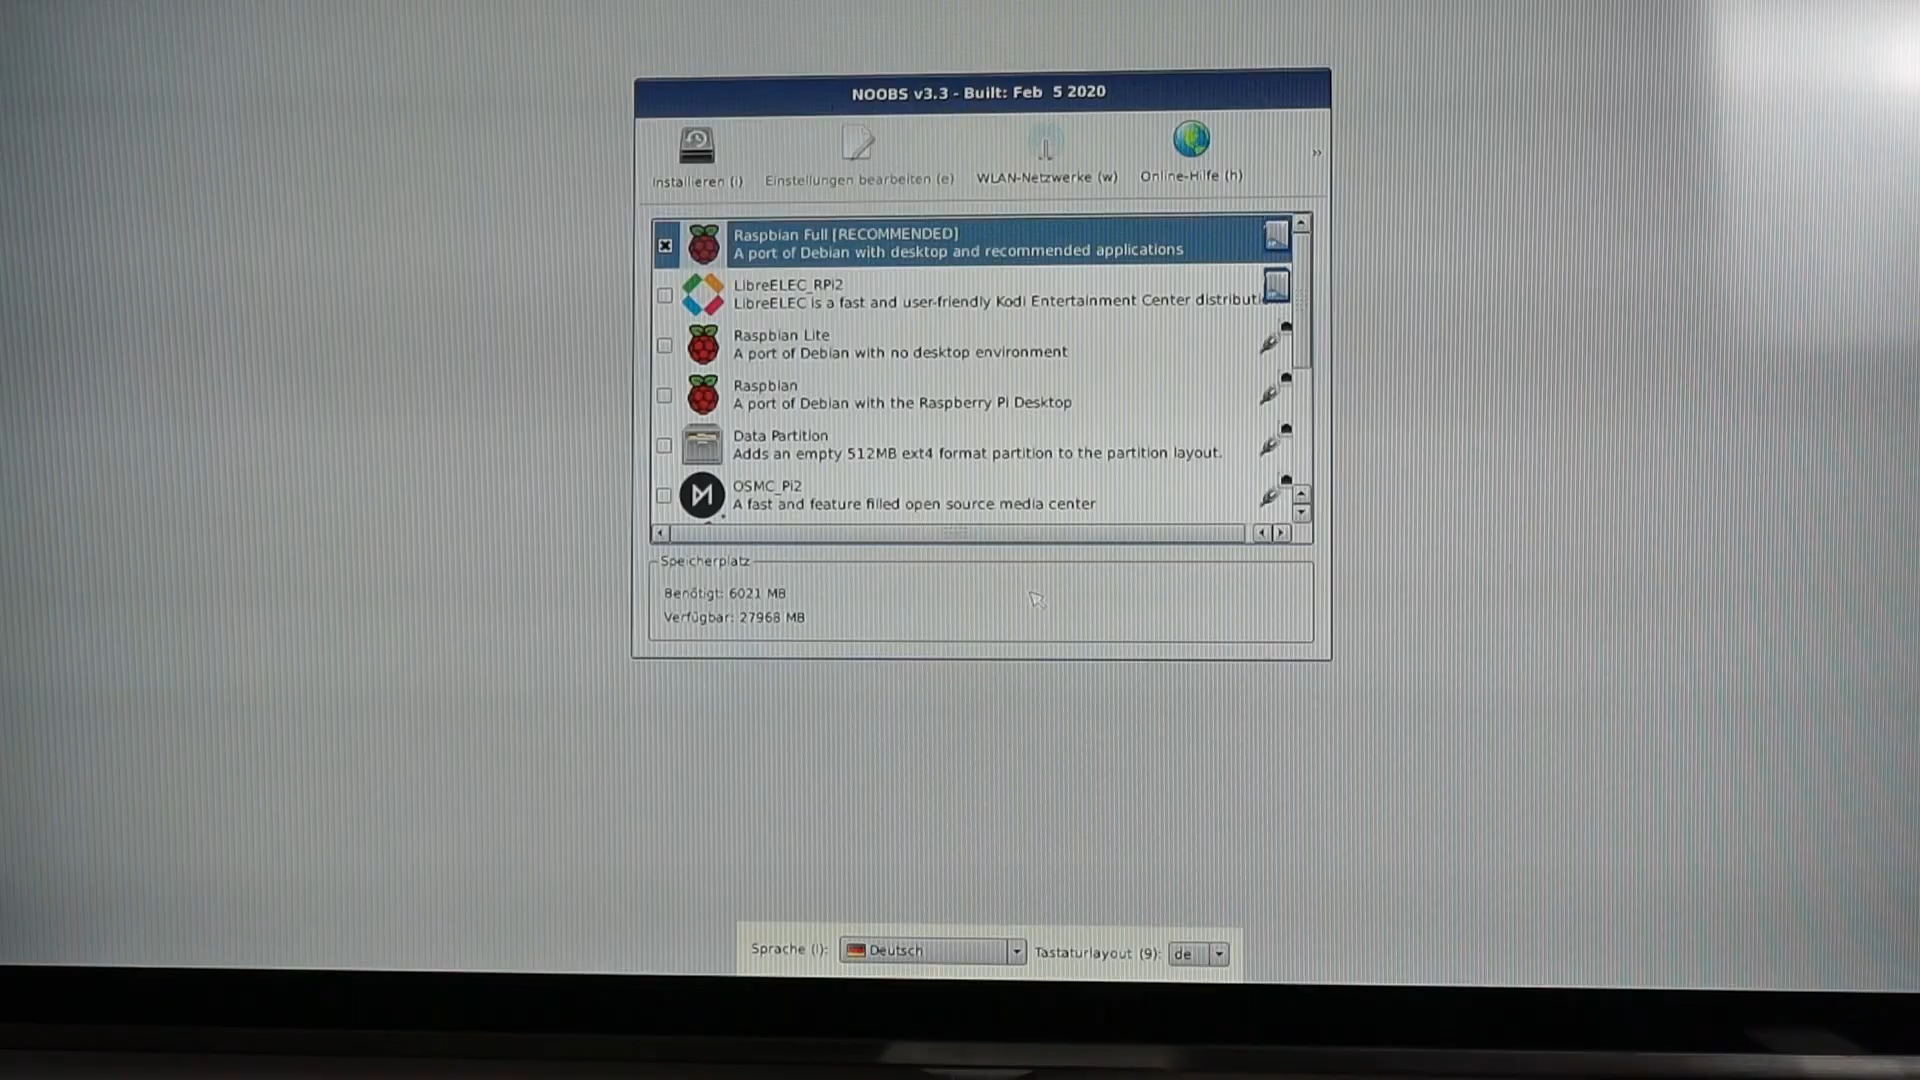 NOOBS v3.3 - Built: Feb 5 2020
Installieren (i) Einstellungen bearbeiten (e) WLAN-Netzwerke (w) Online-Hilfe (h) »
Raspbian Full [RECOMMENDED]
A port of Debian with desktop and recommended applications
LibreELEC_RPi2
LibreELEC is a fast and user-friendly Kodi Entertainment Center distributi
Raspbian Lite
A port of Debian with no desktop environment
Raspbian
A port of Debian with the Raspberry Pi Desktop
Data Partition
Adds an empty 512MB ext4 format partition to the partition layout.
OSMC_Pi2
A fast and feature filled open source media center
Speicherplatz
Benötigt: 6021 MB
Verfügbar: 27968 MB
Sprache (l): Deutsch Tastaturlayout (9): de